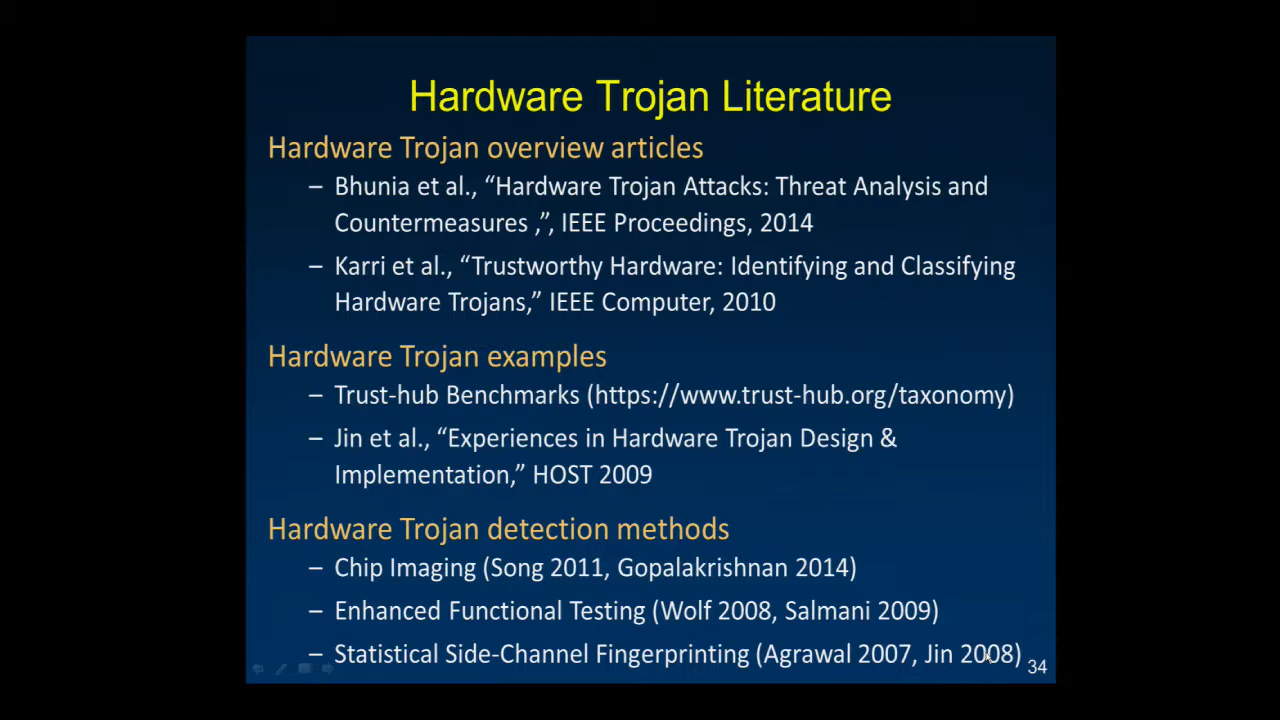 Hardware Trojan Literature
Hardware Trojan overview articles
– Bhunia et al., “Hardware Trojan Attacks: Threat Analysis and
Countermeasures ,”, IEEE Proceedings, 2014
– Karri et al., “Trustworthy Hardware: Identifying and Classifying
Hardware Trojans,” IEEE Computer, 2010
Hardware Trojan examples
– Trust-hub Benchmarks (https://www.trust-hub.org/taxonomy)
– Jin et al., “Experiences in Hardware Trojan Design &
Implementation,” HOST 2009
Hardware Trojan detection methods
– Chip Imaging (Song 2011, Gopalakrishnan 2014)
– Enhanced Functional Testing (Wolf 2008, Salmani 2009)
– Statistical Side-Channel Fingerprinting (Agrawal 2007, Jin 2008)
34